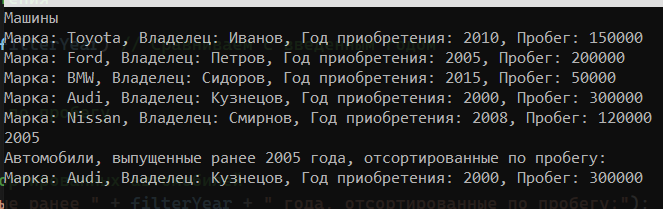 Машины
Марка: Toyota, Владелец: Иванов, Год приобретения: 2010, Пробег: 150000
Марка: Ford, Владелец: Петров, Год приобретения: 2005, Пробег: 200000
Марка: BMW, Владелец: Сидоров, Год приобретения: 2015, Пробег: 50000
Марка: Audi, Владелец: Кузнецов, Год приобретения: 2000, Пробег: 300000
Марка: Nissan, Владелец: Смирнов, Год приобретения: 2008, Пробег: 120000
2005
Автомобили, выпущенные ранее 2005 года, отсортированные по пробегу:
Марка: Audi, Владелец: Кузнецов, Год приобретения: 2000, Пробег: 300000
ранее " + filterYear + " года, отсортированные по пробегу:");